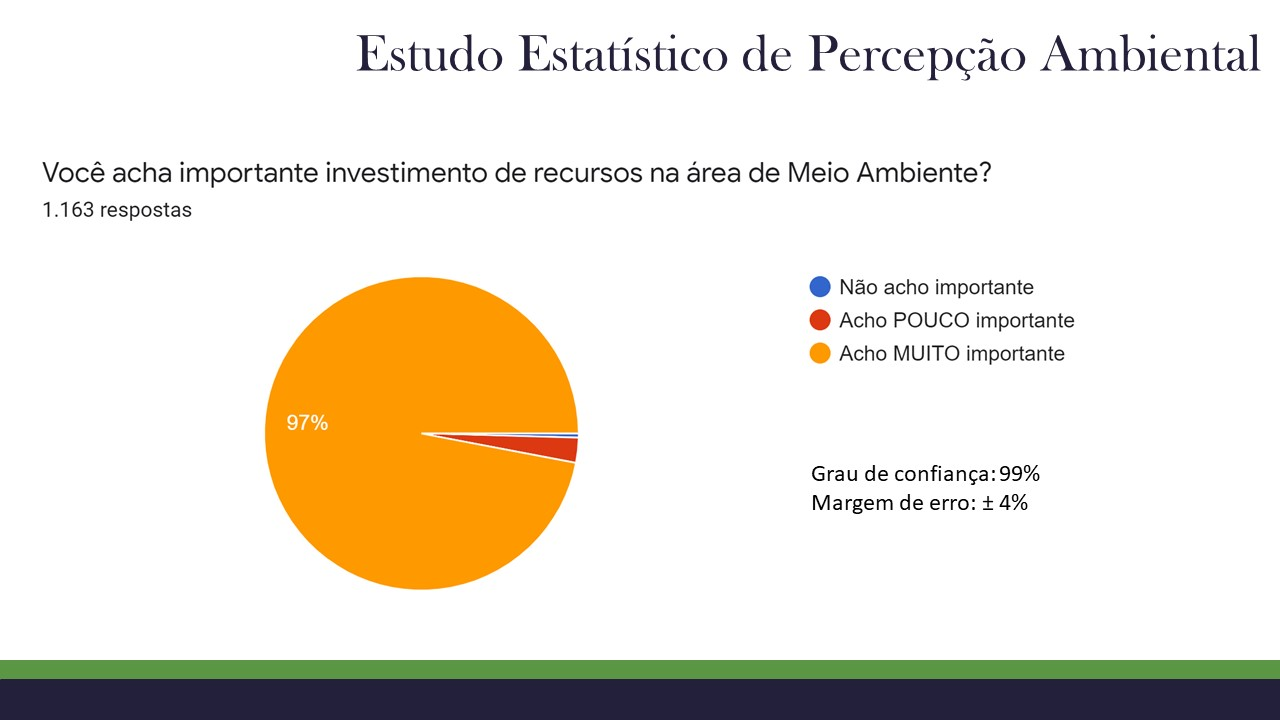 Estudo Estatístico de Percepção Ambiental
Você acha importante investimento de recursos na área de Meio Ambiente?
1.163 respostas
97%
Não acho importante
Acho POUCO importante
Acho MUITO importante
Grau de confiança: 99%
Margem de erro: ± 4%